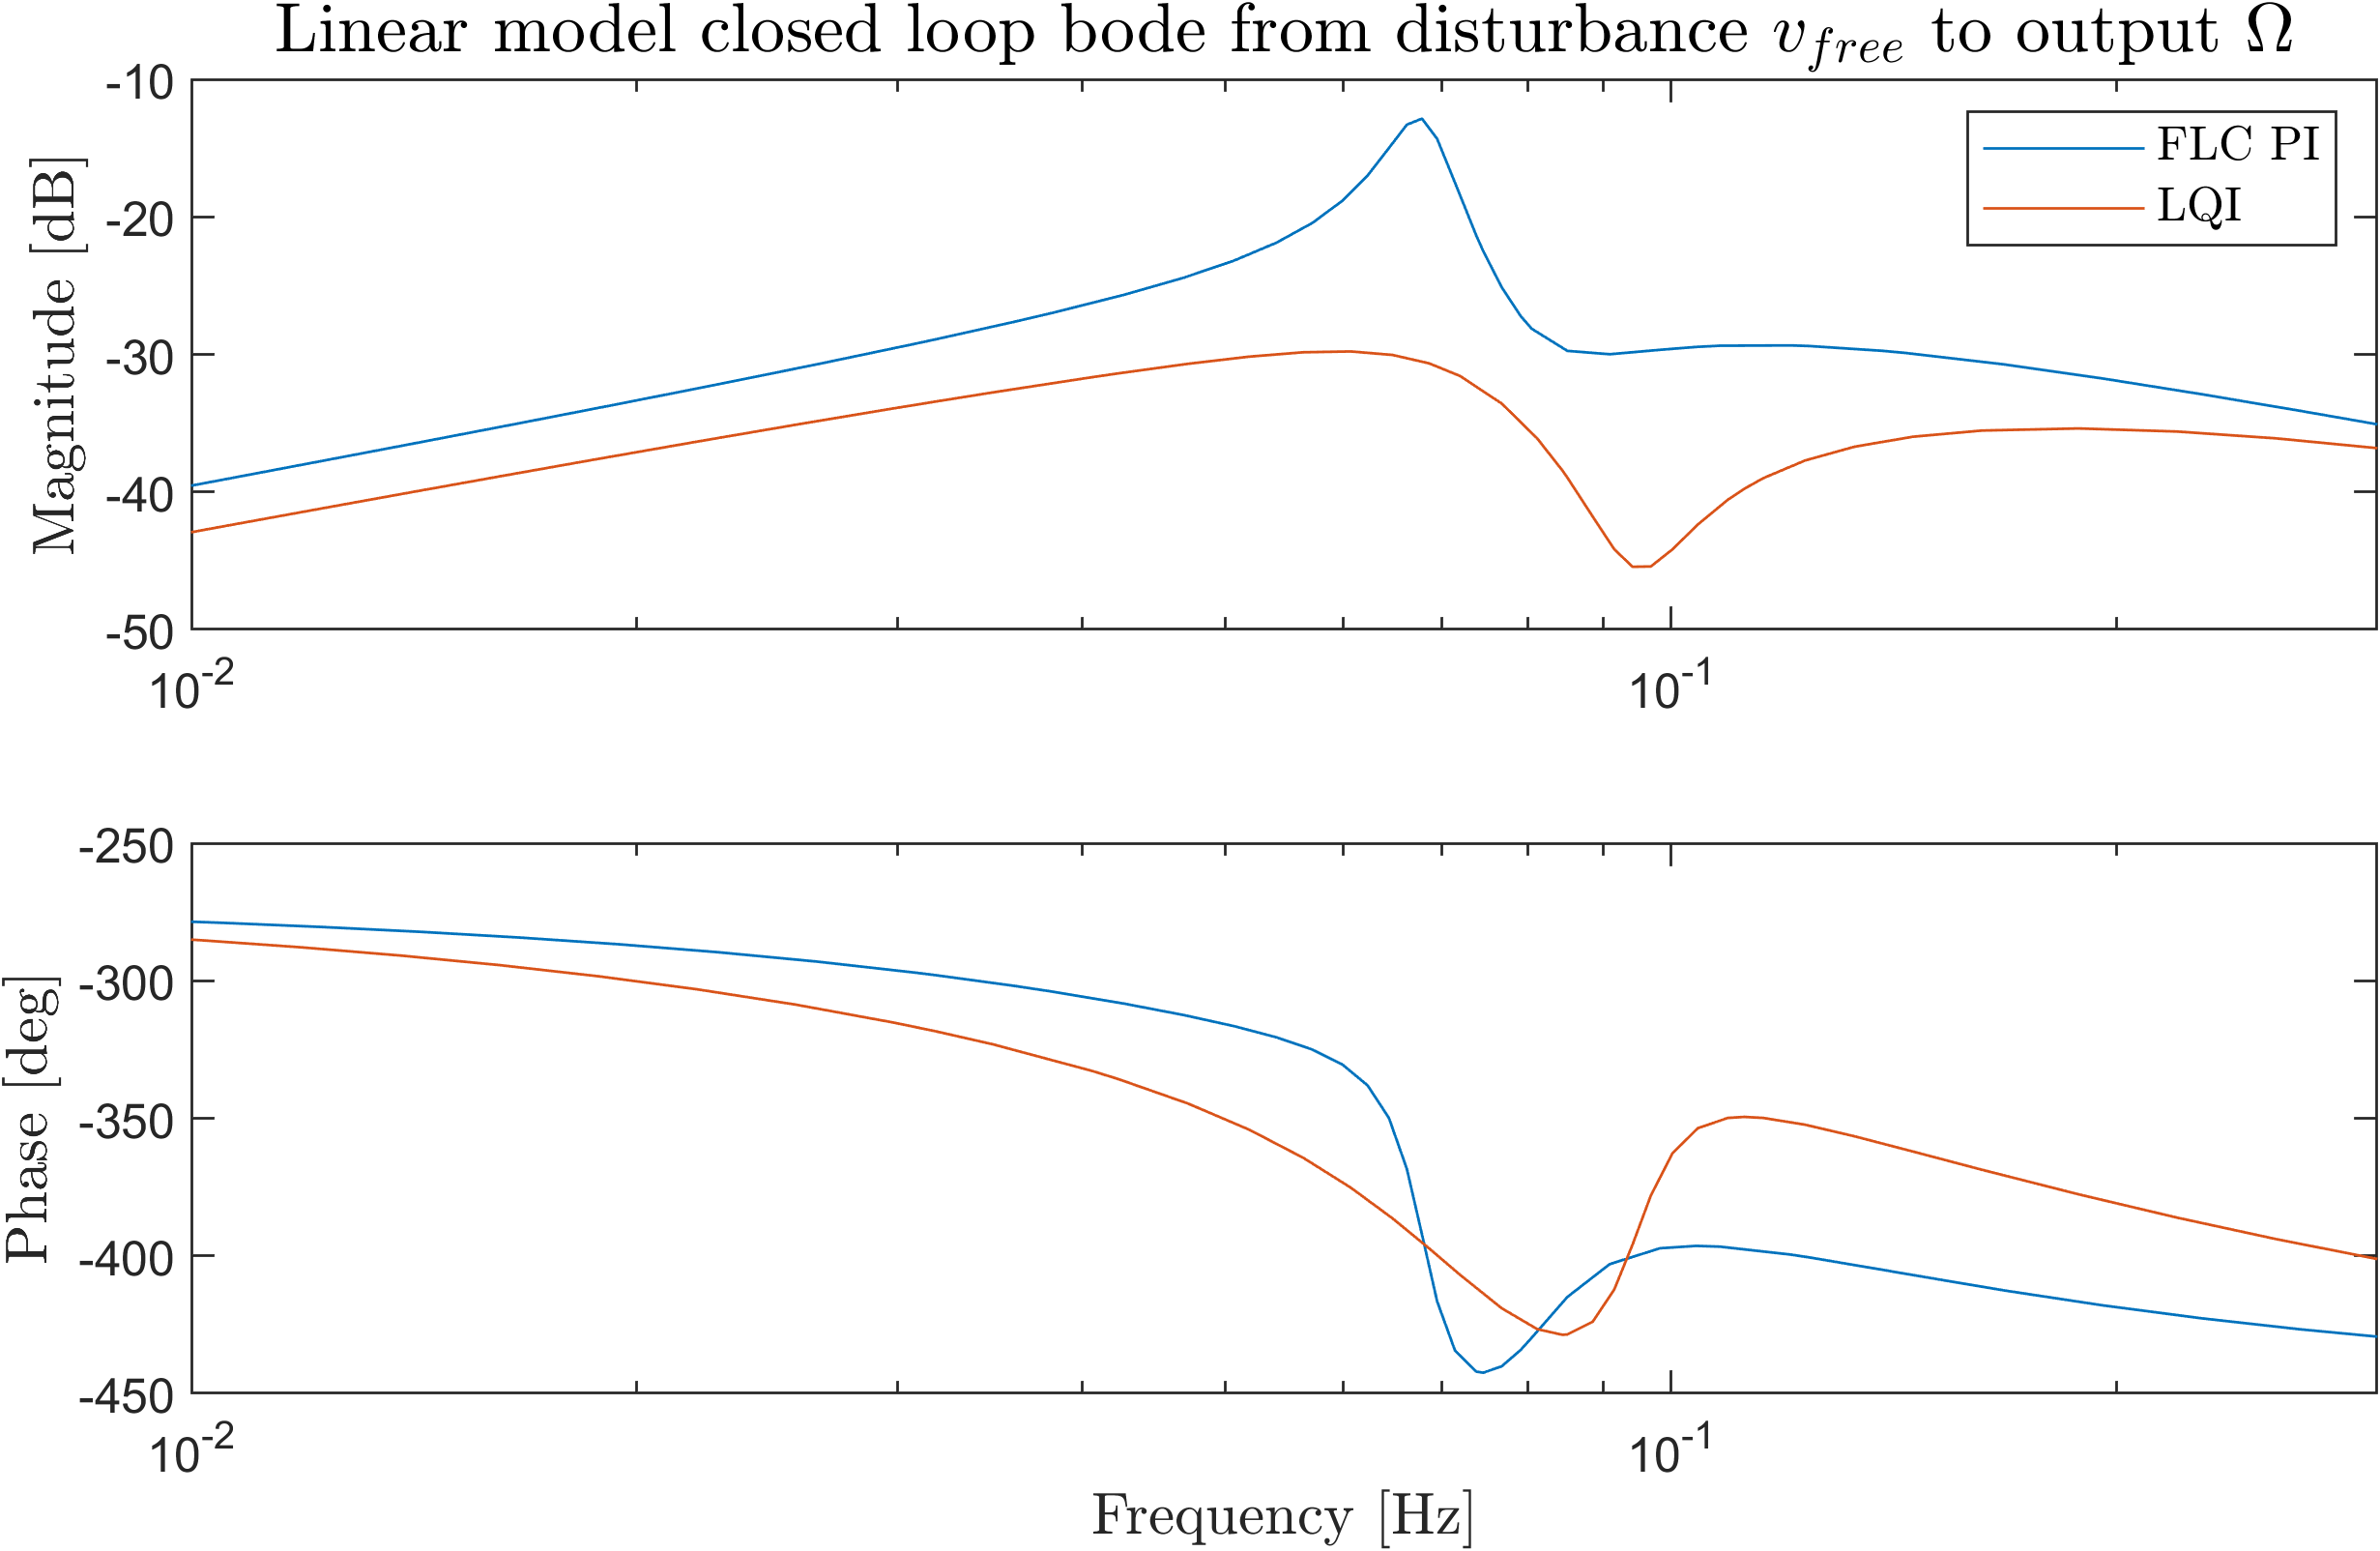 Linear model closed loop bode from disturbance v_free to output Ω
-10
-20
-30
-40
-50
Magnitude [dB]
FLC PI
LQI
10^-2
10^-1
-250
-300
-350
-400
-450
Phase [deg]
10^-2
10^-1
Frequency [Hz]